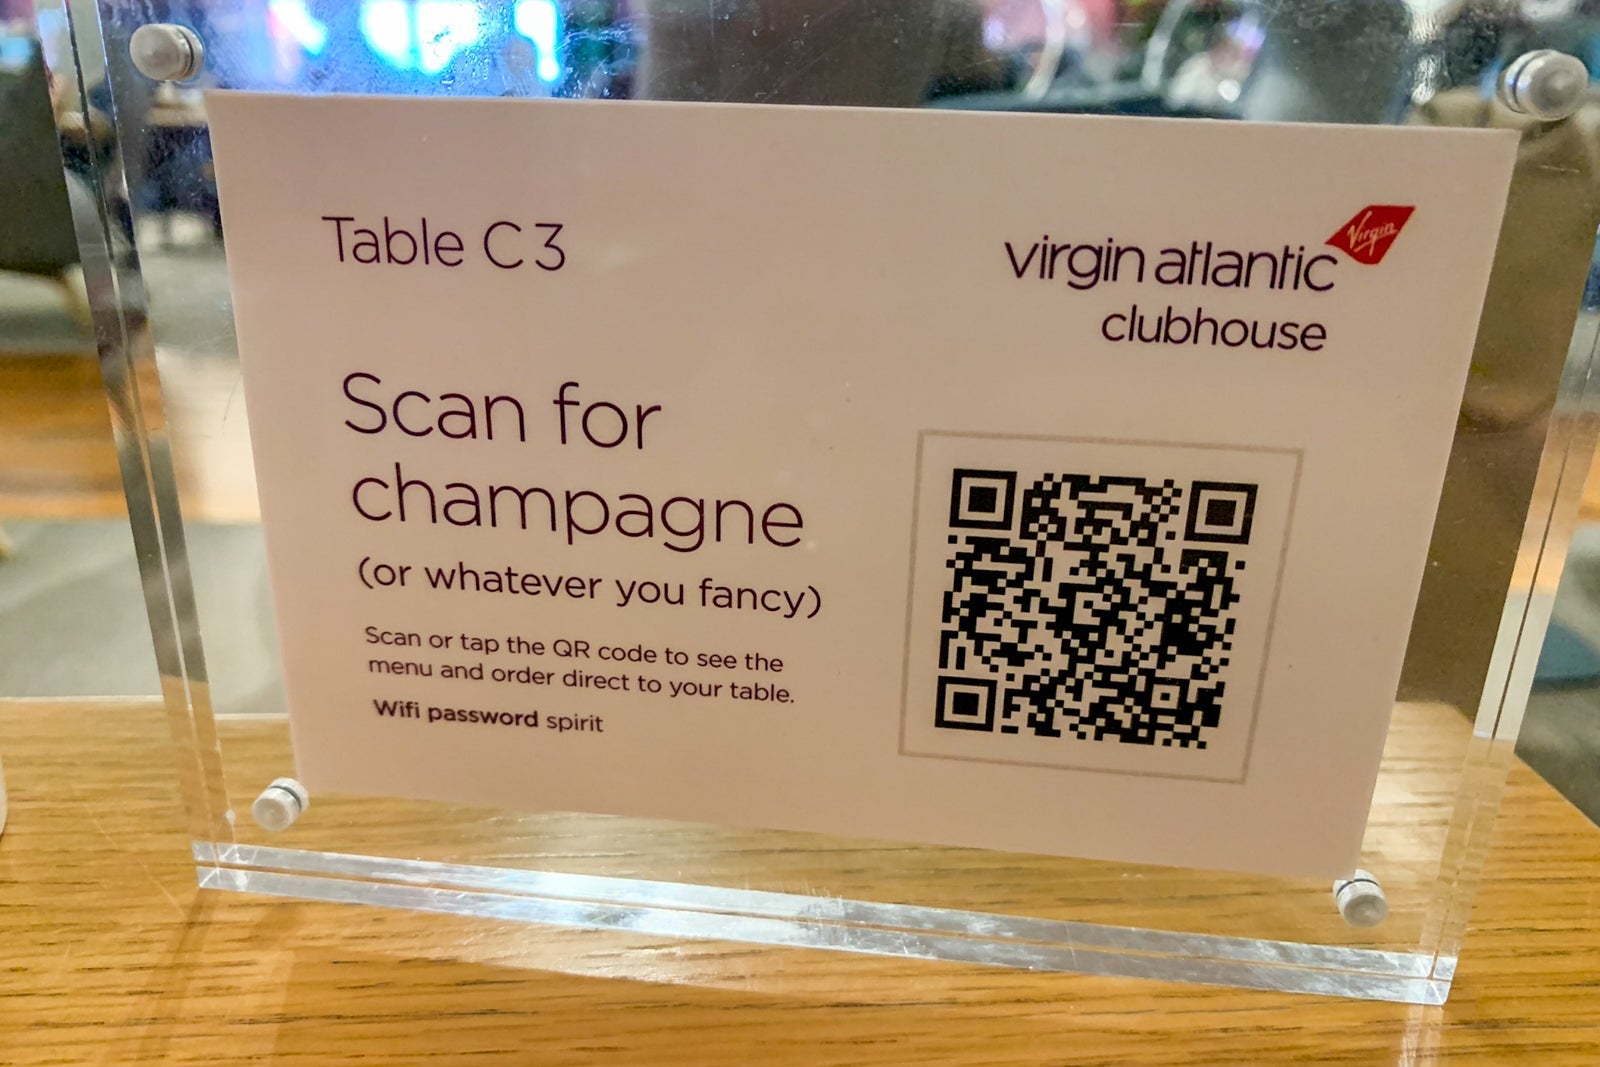 Table C3
Virgin
virgin atlantic
clubhouse
Scan for
champagne
(or whatever you fancy)
Scan or tap the QR code to see the
menu and order direct to your table.
Wifi password spirit